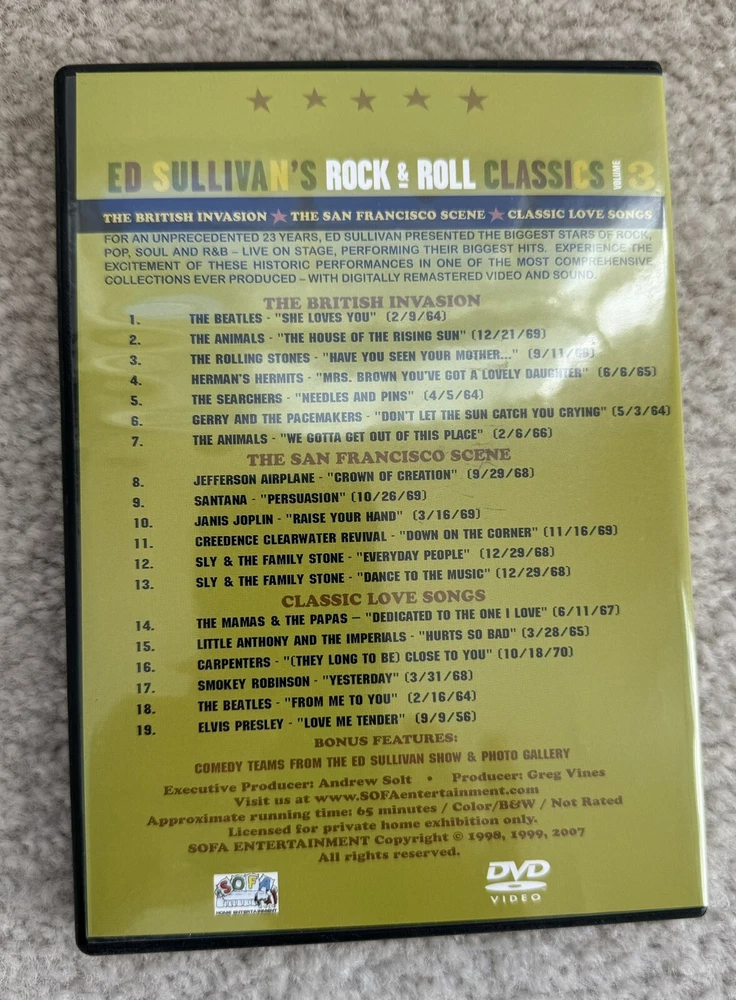 ED SULLIVAN'S ROCK & ROLL CLASSICS VOLUME 3
THE BRITISH INVASION ★ THE SAN FRANCISCO SCENE ★ CLASSIC LOVE SONGS
FOR AN UNPRECEDENTED 23 YEARS, ED SULLIVAN PRESENTED THE BIGGEST STARS OF ROCK,
POP, SOUL AND R&B – LIVE ON STAGE, PERFORMING THEIR BIGGEST HITS. EXPERIENCE THE
EXCITEMENT OF THESE HISTORIC PERFORMANCES IN ONE OF THE MOST COMPREHENSIVE
COLLECTIONS EVER PRODUCED – WITH DIGITALLY REMASTERED VIDEO AND SOUND.
THE BRITISH INVASION
1. THE BEATLES - "SHE LOVES YOU" (2/9/64)
2. THE ANIMALS - "THE HOUSE OF THE RISING SUN" (12/21/69)
3. THE ROLLING STONES - "HAVE YOU SEEN YOUR MOTHER..."
4. HERMAN'S HERMITS - "MRS. BROWN YOU'VE GOT A LOVELY DAUGHTER" (6/6/65)
5. THE SEARCHERS - "NEEDLES AND PINS" (4/5/64)
6. GERRY AND THE PACEMAKERS - "DON'T LET THE SUN CATCH YOU CRYING" (5/3/64)
7. THE ANIMALS - "WE GOTTA GET OUT OF THIS PLACE" (2/6/66)
THE SAN FRANCISCO SCENE
8. JEFFERSON AIRPLANE - "CROWN OF CREATION" (9/29/68)
9. SANTANA - "PERSUASION" (10/26/69)
10. JANIS JOPLIN - "RAISE YOUR HAND" (3/16/69)
11. CREEDENCE CLEARWATER REVIVAL - "DOWN ON THE CORNER" (11/16/69)
12. SLY & THE FAMILY STONE - "EVERYDAY PEOPLE" (12/29/68)
13. SLY & THE FAMILY STONE - "DANCE TO THE MUSIC" (12/29/68)
CLASSIC LOVE SONGS
14. THE MAMAS & THE PAPAS – "DEDICATED TO THE ONE I LOVE" (6/11/67)
15. LITTLE ANTHONY AND THE IMPERIALS - "HURTS SO BAD" (3/28/65)
16. CARPENTERS - "(THEY LONG TO BE) CLOSE TO YOU" (10/18/70)
17. SMOKEY ROBINSON - "YESTERDAY" (3/31/68)
18. THE BEATLES - "FROM ME TO YOU" (2/16/64)
19. ELVIS PRESLEY - "LOVE ME TENDER" (9/9/56)
BONUS FEATURES:
COMEDY TEAMS FROM THE ED SULLIVAN SHOW & PHOTO GALLERY
Executive Producer: Andrew Solt • Producer: Greg Vines
Visit us at www.SOFAentertainment.com
Approximate running time: 65 minutes / Color/B&W / Not Rated
Licensed for private home exhibition only.
SOFA ENTERTAINMENT Copyright © 1998, 1999, 2007
All rights reserved.
SOFA
HOME ENTERTAINMENT
DVD
VIDEO